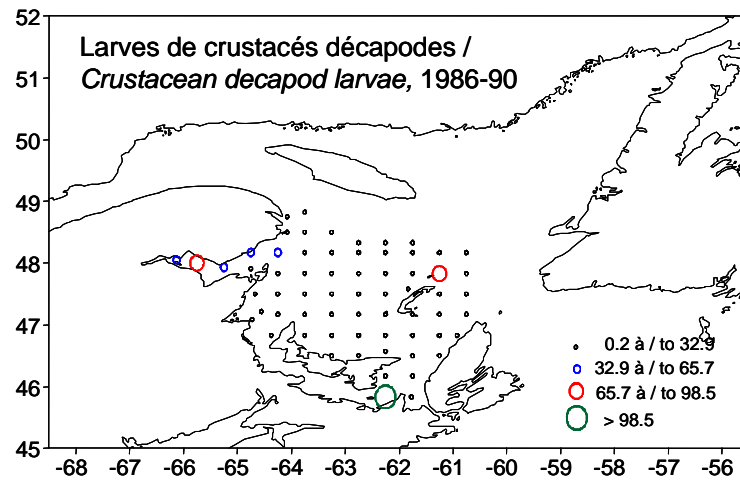 Larves de crustacés décapodes /
Crustacean decapod larvae, 1986-90
52
51
50
49
48
47
46
45
0.2 à / to 32.9
32.9 à / to 65.7
65.7 à / to 98.5
> 98.5
-68 -67 -66 -65 -64 -63 -62 -61 -60 -59 -58 -57 -56